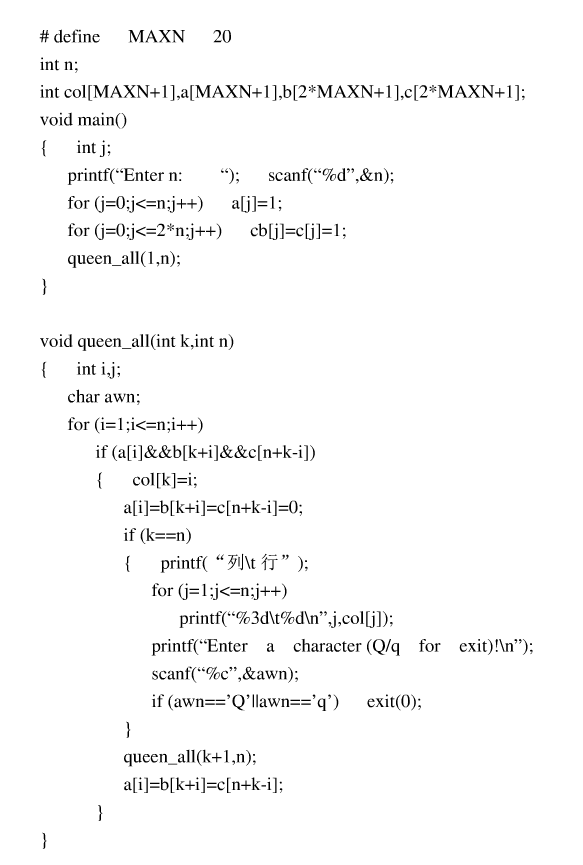 # define MAXN 20
int n;
int col[MAXN+1],a[MAXN+1],b[2*MAXN+1],c[2*MAXN+1];
void main()
{ int j;
printf(“Enter n: “); scanf(“%d”,&n);
for (j=0;j<=n;j++) a[j]=1;
for (j=0;j<=2*n;j++) cb[j]=c[j]=1;
queen_all(1,n);
}
void queen_all(int k,int n)
{ int i,j;
char awn;
for (i=1;i<=n;i++)
if (a[i]&&b[k+i]&&c[n+k-i])
{ col[k]=i;
a[i]=b[k+i]=c[n+k-i]=0;
if (k==n)
{ printf(“列\t 行”);
for (j=1;j<=n;j++)
printf(“%3d\t%d\n”,j,col[j]);
printf(“Enter a character (Q/q for exit)!\n”);
scanf(“%c”,&awn);
if (awn==’Q’||awn==’q’) exit(0);
}
queen_all(k+1,n);
a[i]=b[k+i]=c[n+k-i];
}
}